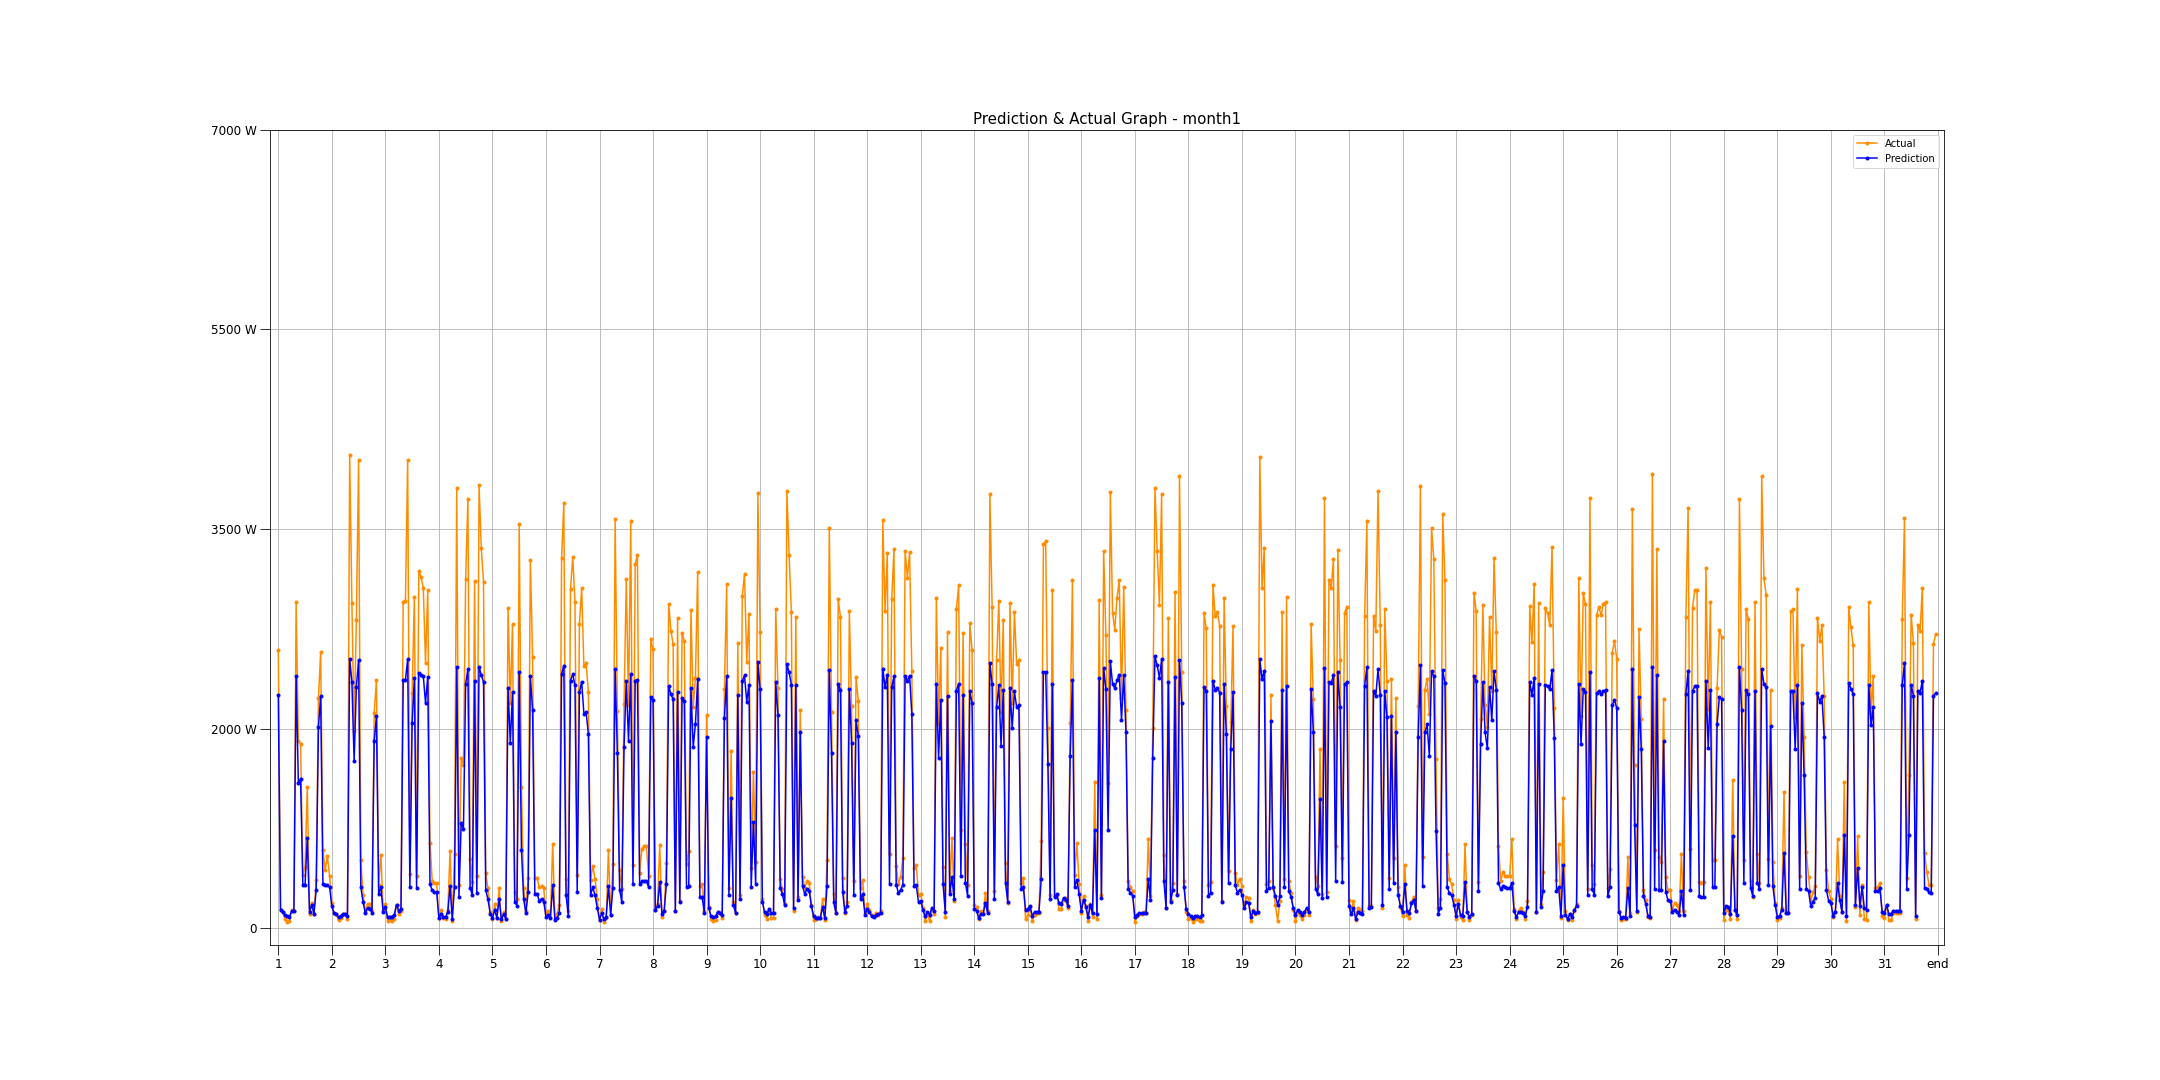 Prediction & Actual Graph - month1
7000 W
5500 W
3500 W
2000 W
0
Actual
Prediction
1 2 3 4 5 6 7 8 9 10 11 12 13 14 15 16 17 18 19 20 21 22 23 24 25 26 27 28 29 30 31 end